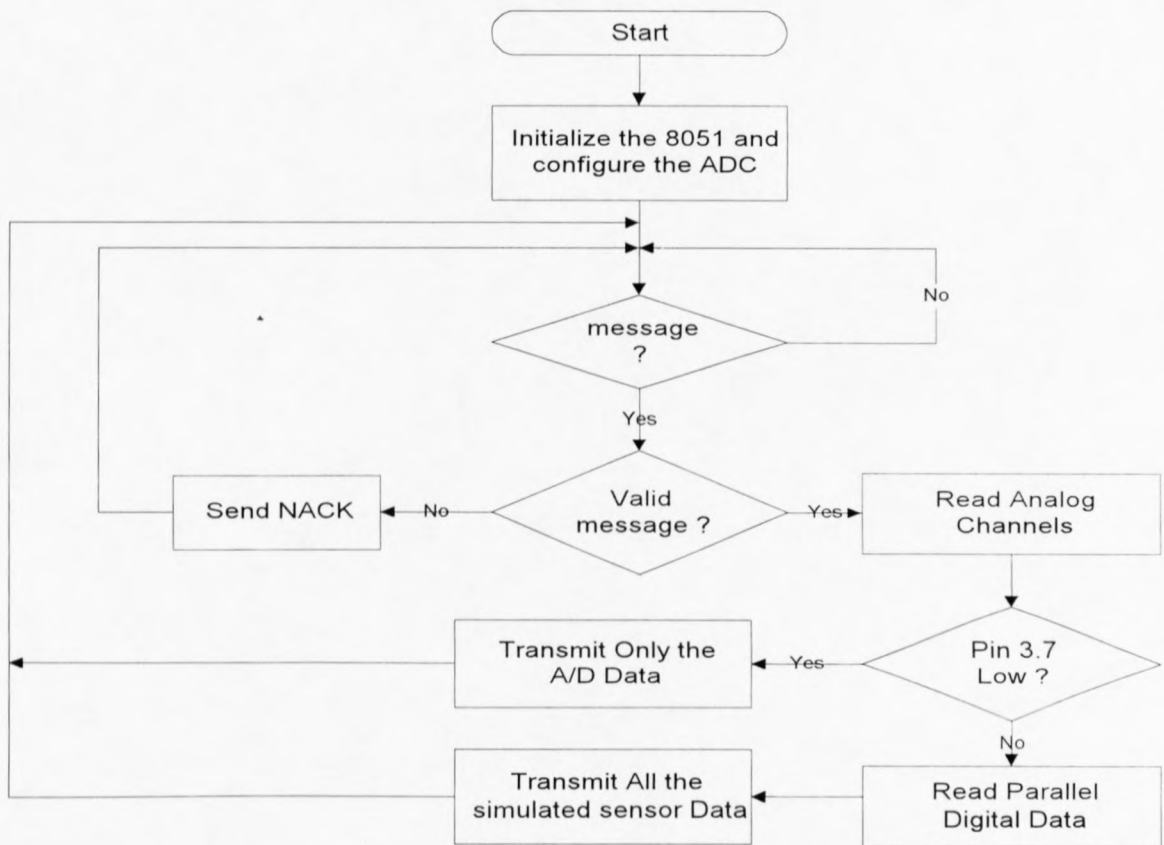 Start
Initialize the 8051 and
configure the ADC
No
message
?
Yes
Send NACK
No
Valid
message ?
Yes
Read Analog
Channels
Transmit Only the
A/D Data
Yes
Pin 3.7
Low ?
No
Transmit All the
simulated sensor Data
Read Parallel
Digital Data